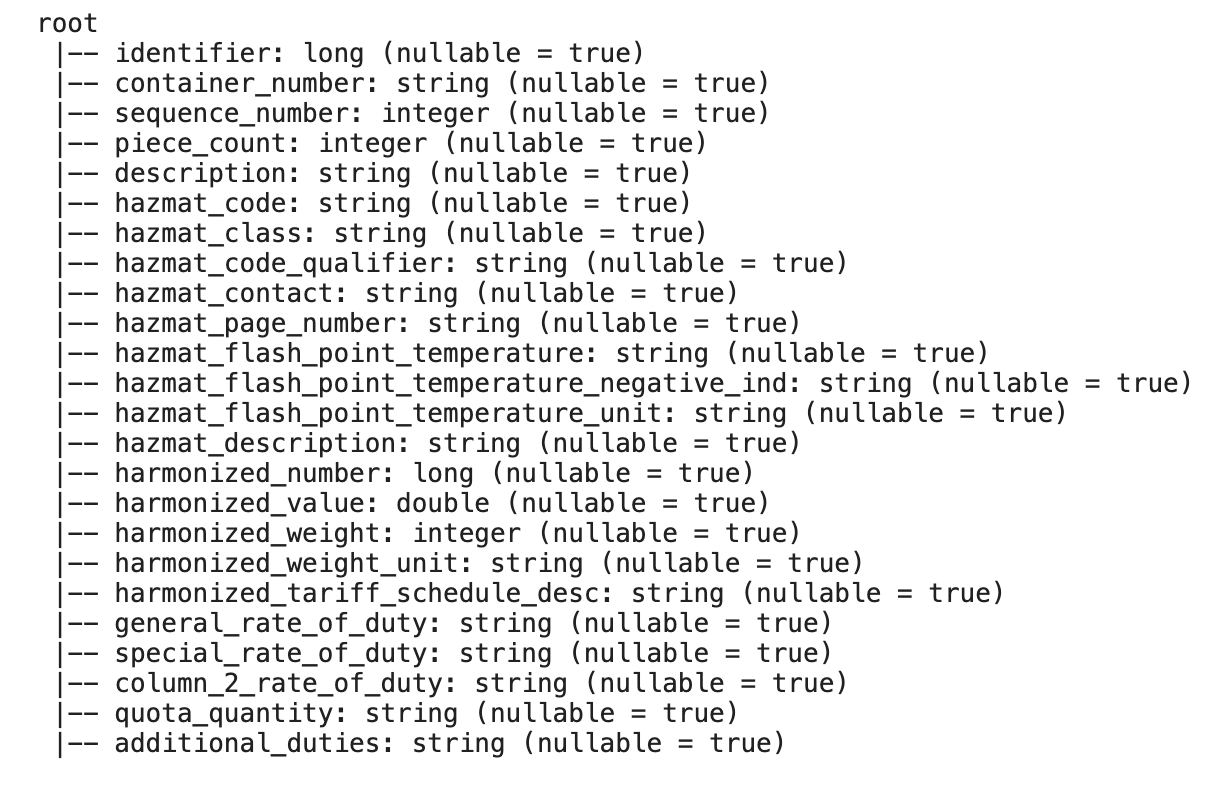 root
 |-- identifier: long (nullable = true)
 |-- container_number: string (nullable = true)
 |-- sequence_number: integer (nullable = true)
 |-- piece_count: integer (nullable = true)
 |-- description: string (nullable = true)
 |-- hazmat_code: string (nullable = true)
 |-- hazmat_class: string (nullable = true)
 |-- hazmat_code_qualifier: string (nullable = true)
 |-- hazmat_contact: string (nullable = true)
 |-- hazmat_page_number: string (nullable = true)
 |-- hazmat_flash_point_temperature: string (nullable = true)
 |-- hazmat_flash_point_temperature_negative_ind: string (nullable = true)
 |-- hazmat_flash_point_temperature_unit: string (nullable = true)
 |-- hazmat_description: string (nullable = true)
 |-- harmonized_number: long (nullable = true)
 |-- harmonized_value: double (nullable = true)
 |-- harmonized_weight: integer (nullable = true)
 |-- harmonized_weight_unit: string (nullable = true)
 |-- harmonized_tariff_schedule_desc: string (nullable = true)
 |-- general_rate_of_duty: string (nullable = true)
 |-- special_rate_of_duty: string (nullable = true)
 |-- column_2_rate_of_duty: string (nullable = true)
 |-- quota_quantity: string (nullable = true)
 |-- additional_duties: string (nullable = true)